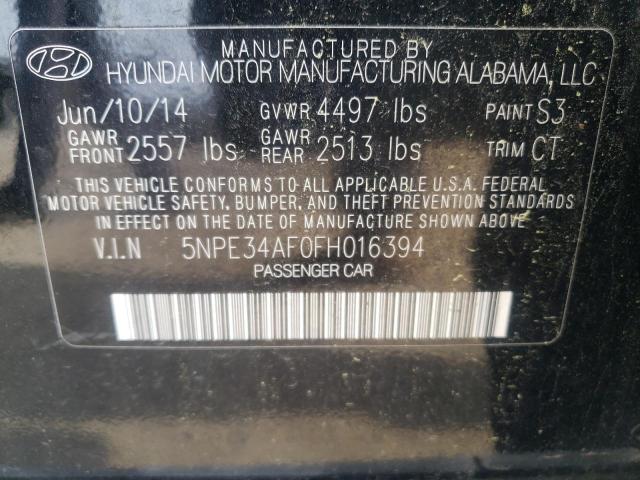 MANUFACTURED BY
HYUNDAI MOTOR MANUFACTURING ALABAMA, LLC
Jun/10/14 GVWR 4497 lbs PAINT S3
GAWR FRONT 2557 lbs GAWR REAR 2513 lbs TRIM CT
THIS VEHICLE CONFORMS TO ALL APPLICABLE U.S.A. FEDERAL
MOTOR VEHICLE SAFETY, BUMPER, AND THEFT PREVENTION STANDARDS
IN EFFECT ON THE DATE OF MANUFACTURE SHOWN ABOVE
V.I.N 5NPE34AF0FH016394
PASSENGER CAR